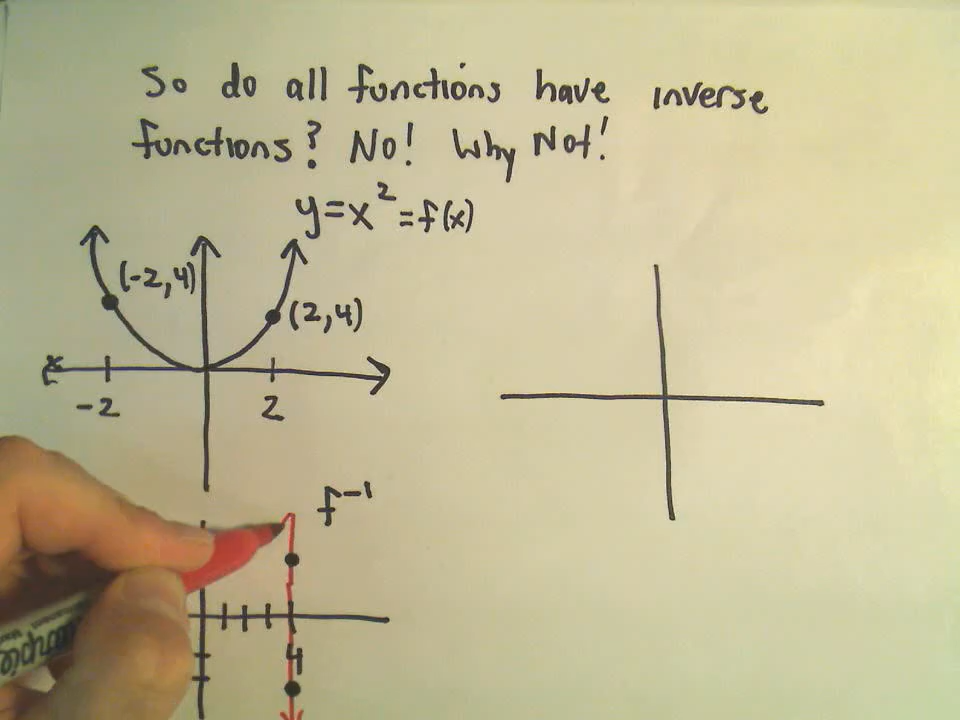 So do all functions have inverse
functions? No! Why Not!
y=x²=f(x)
(-2,4)
(2,4)
-2 2
f⁻¹
4